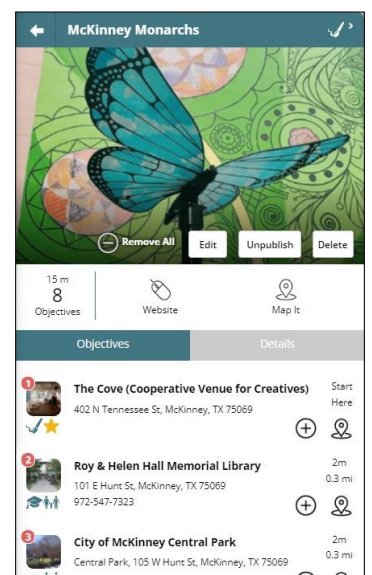 McKinney Monarchs
Remove All
Edit
Unpublish
Delete
15 m
8
Objectives
Website
Map It
Objectives
Details
1
The Cove (Cooperative Venue for Creatives)
402 N Tennessee St, McKinney, TX 75069
Start
Here
2
Roy & Helen Hall Memorial Library
101 E Hunt St, McKinney, TX 75069
972-547-7323
2m
0.3 mi
3
City of McKinney Central Park
Central Park, 105 W Hunt St, McKinney, TX 75069
2m
0.3 mi